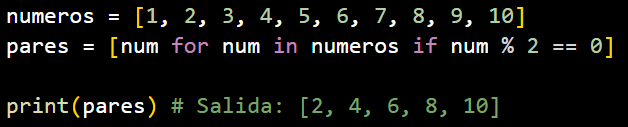 numeros = [1, 2, 3, 4, 5, 6, 7, 8, 9, 10]
pares = [num for num in numeros if num % 2 == 0]
print(pares) # Salida: [2, 4, 6, 8, 10]